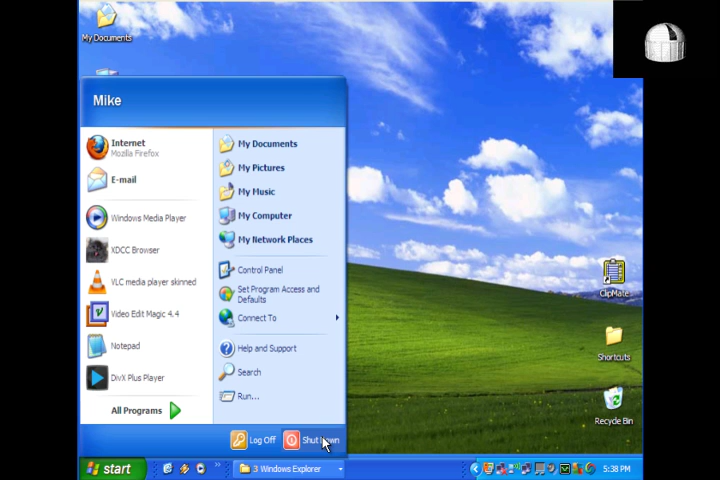 My Documents
Mike
Internet
Mozilla Firefox
E-mail
Windows Media Player
XDCC Browser
VLC media player skinned
Video Edit Magic 4.4
Notepad
DivX Plus Player
All Programs
My Documents
My Pictures
My Music
My Computer
My Network Places
Control Panel
Set Program Access and
Defaults
Connect To
Help and Support
Search
Run...
Log Off
Shut Down
ClipMate
Shortcuts
Recycle Bin
start
3 Windows Explorer
5:38 PM